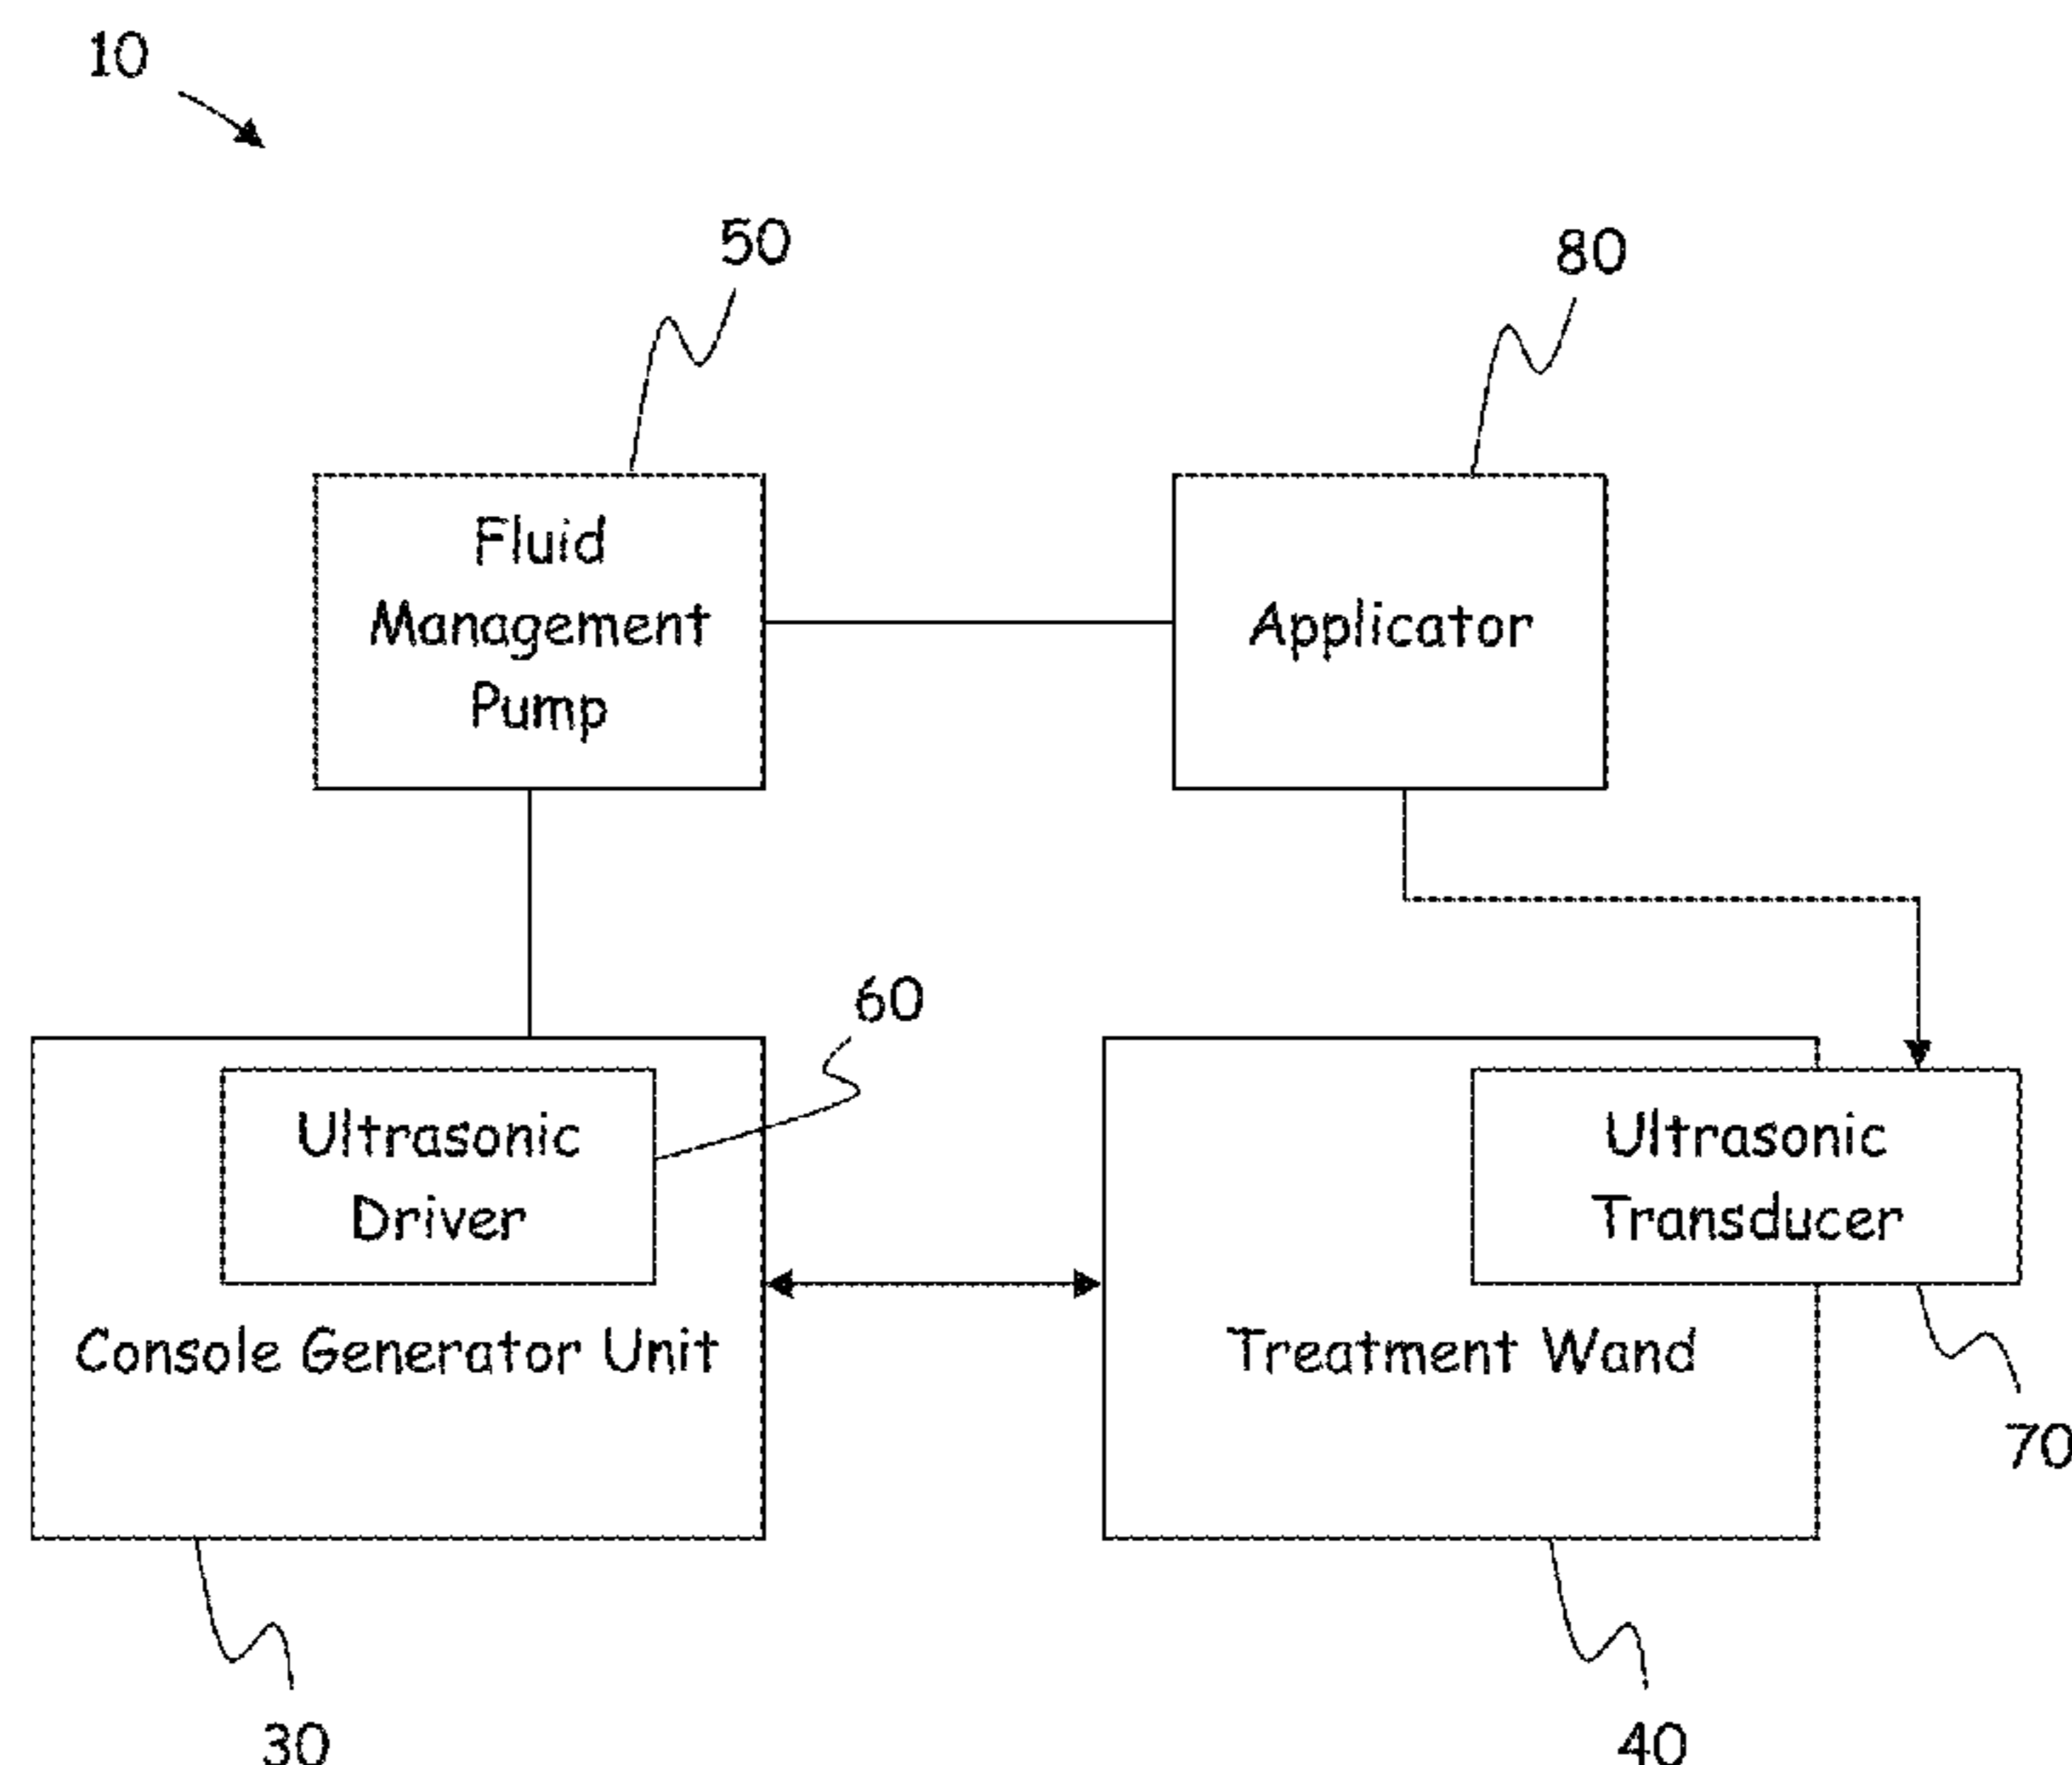 10
50
80
Fluid
Management
Pump
Applicator
60
Ultrasonic
Driver
Console Generator Unit
Ultrasonic
Transducer
Treatment Wand
70
30
40